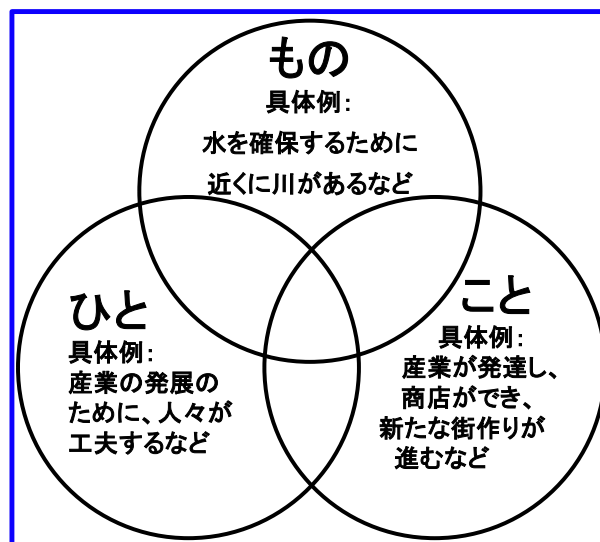 もの
具体例：
水を確保するために
近くに川があるなど
ひと
具体例：
産業の発展の
ために、人々が
工夫するなど
こと
具体例：
産業が発達し、
商店ができ、
新たな街作りが
進むなど